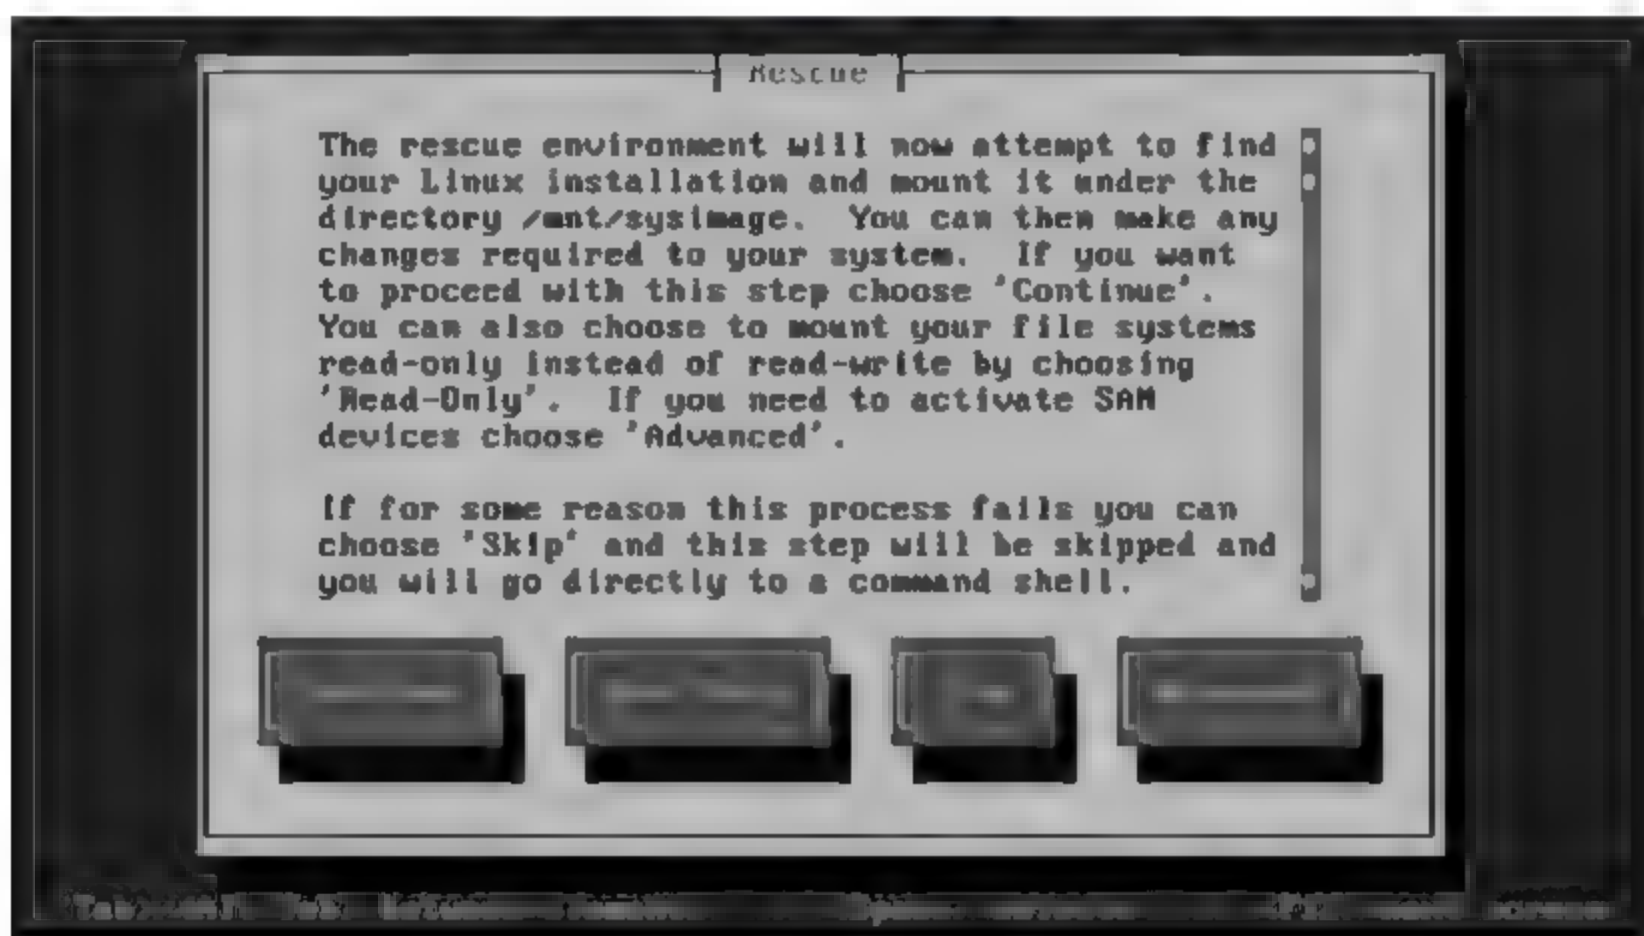 Rescue
The rescue environment will now attempt to find
your Linux installation and mount it under the
directory /mnt/sysimage. You can then make any
changes required to your system. If you want
to proceed with this step choose 'Continue'.
You can also choose to mount your file systems
read-only instead of read-write by choosing
'Read-Only'. If you need to activate SAN
devices choose 'Advanced'.
If for some reason this process fails you can
choose 'Skip' and this step will be skipped and
you will go directly to a command shell.